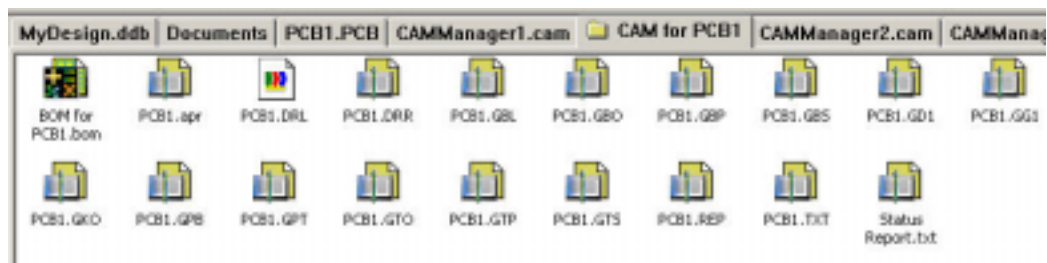 MyDesign.ddb Documents PCB1.PCB CAMManager1.cam CAM for PCB1 CAMManager2.cam CAMManag
BOM for PCB1.bom PCB1.apr PCB1.DRL PCB1.DRR PCB1.GBL PCB1.GBO PCB1.GBP PCB1.GBS PCB1.GD1 PCB1.GG1
PCB1.GKO PCB1.GPB PCB1.GPT PCB1.GTO PCB1.GTP PCB1.GTS PCB1.REP PCB1.TXT Status Report.txt